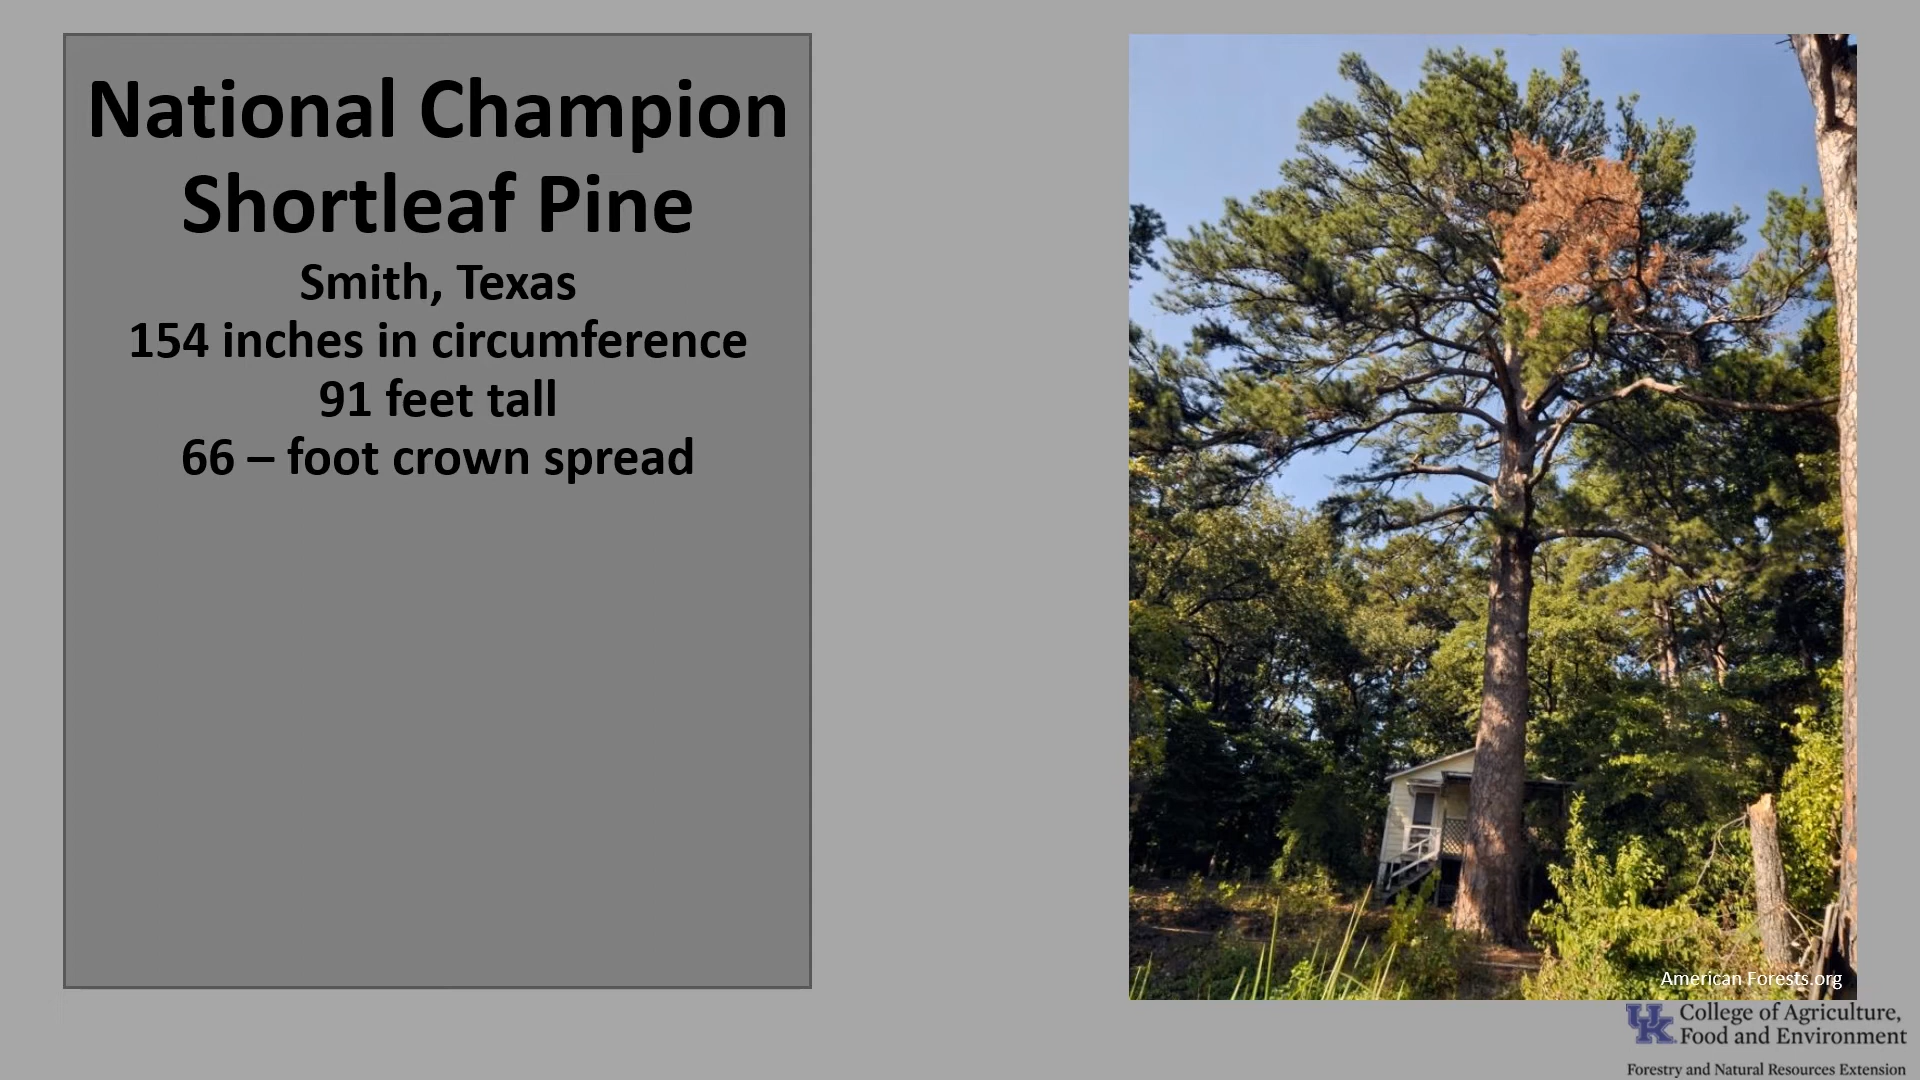 National Champion
Shortleaf Pine
Smith, Texas
154 inches in circumference
91 feet tall
66 – foot crown spread
American Forests.org
UK College of Agriculture,
Food and Environment
Forestry and Natural Resources Extension